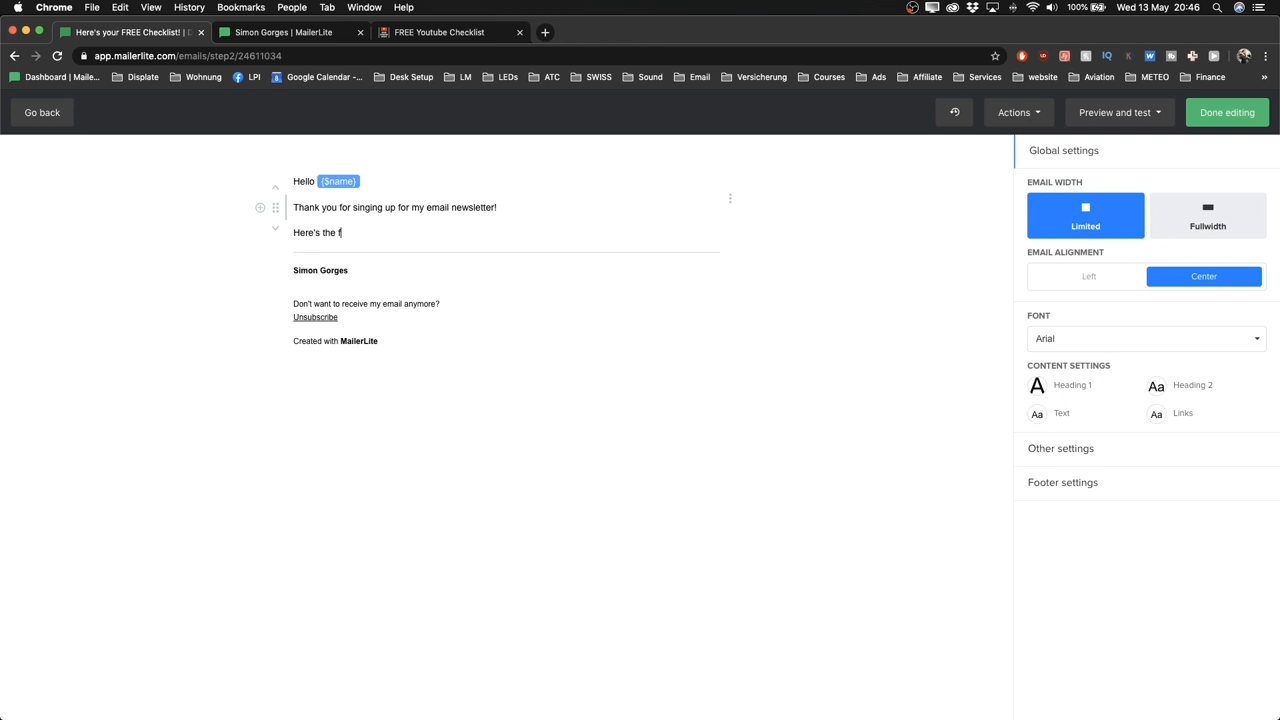 Chrome File Edit View History Bookmarks People Tab Window Help 100% Wed 13 May 20:46
Here's your FREE Checklist! | D Simon Gorges | MailerLite FREE Youtube Checklist
app.mailerlite.com/emails/step2/24611034
Dashboard | Maile... Displate Wohnung LPI Google Calendar -... Desk Setup LM LEDs ATC SWISS Sound Email Versicherung Courses Ads Affiliate Services website Aviation METEO Finance »
Go back Actions Preview and test Done editing
Hello {$name}
Thank you for singing up for my email newsletter!
Here's the f
Simon Gorges
Don't want to receive my email anymore?
Unsubscribe
Created with MailerLite
Global settings
EMAIL WIDTH
Limited Fullwidth
EMAIL ALIGNMENT
Left Center
FONT
Arial
CONTENT SETTINGS
A Heading 1 Aa Heading 2
Aa Text Aa Links
Other settings
Footer settings